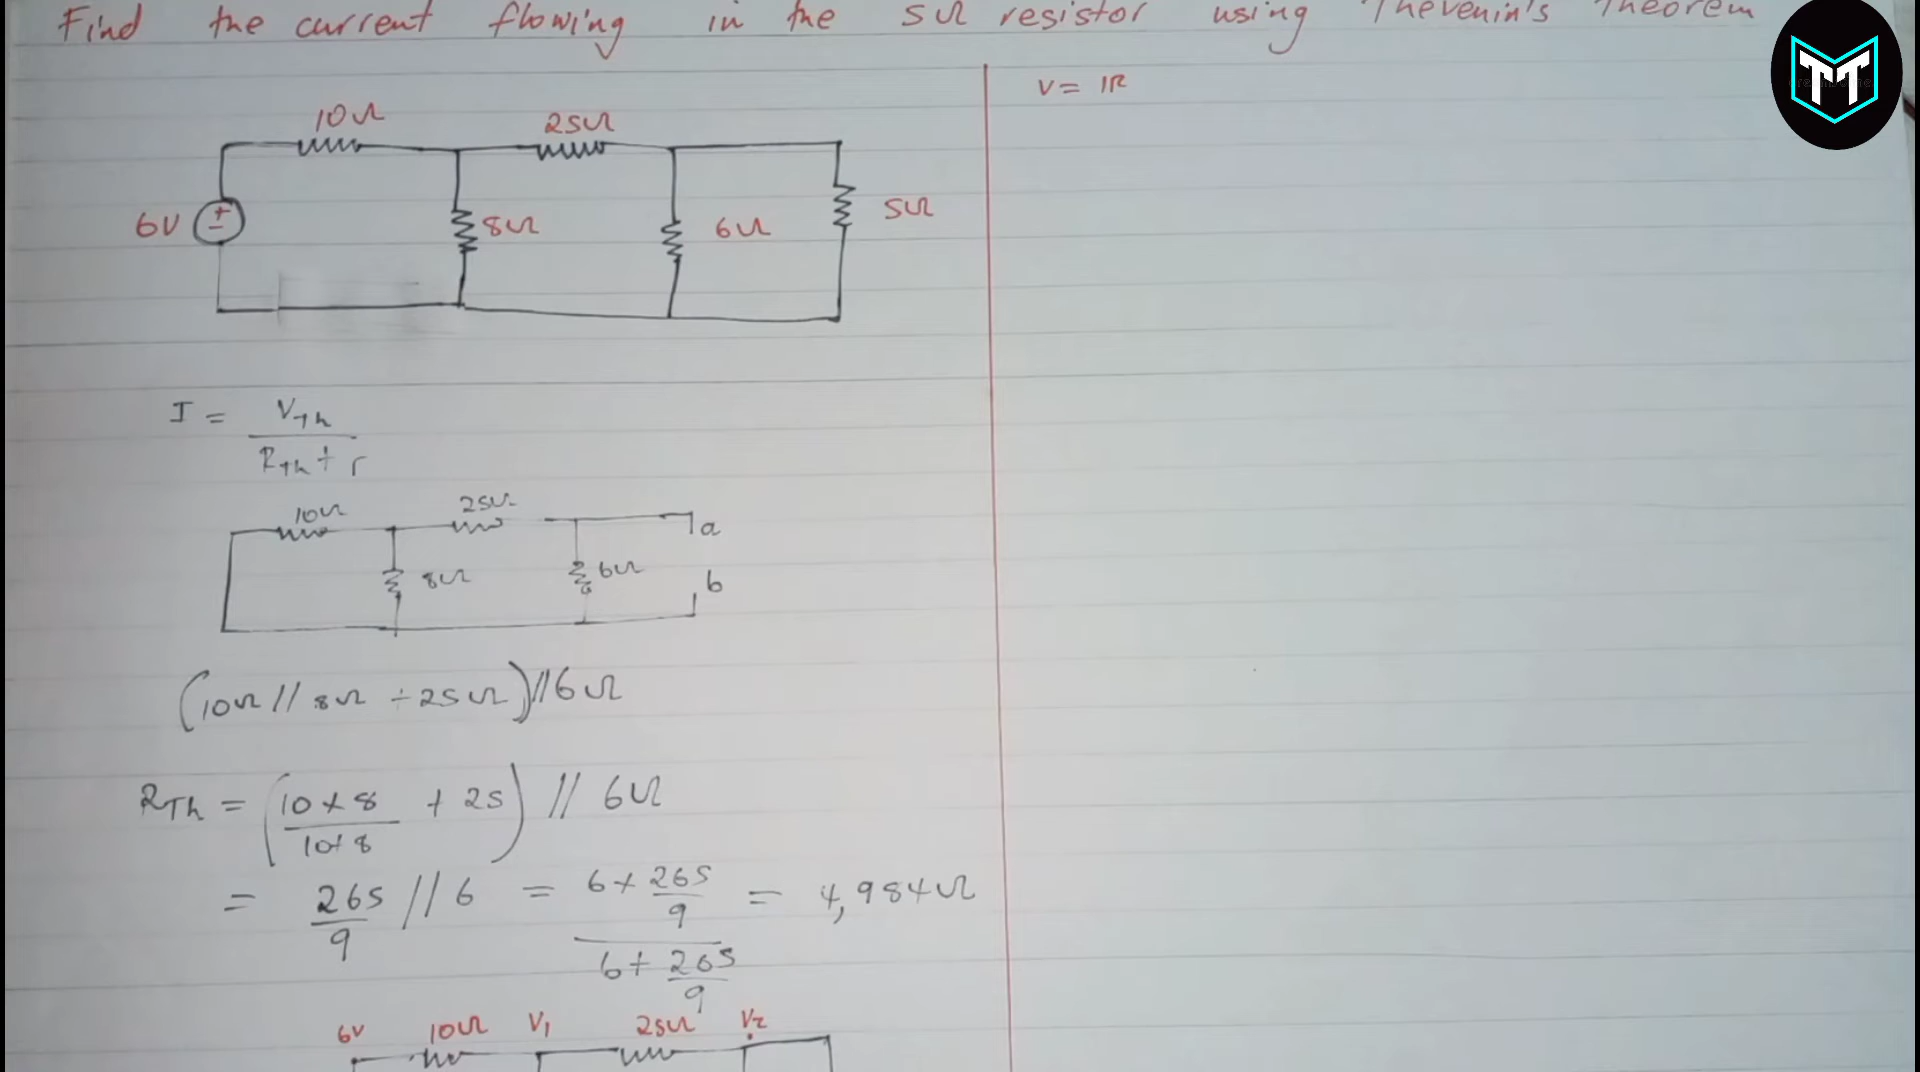 Find the current flowing in the 5Ω resistor using Thevenin's Theorem
V = IR
10Ω
25Ω
6V
8Ω
6Ω
5Ω
I = VTh / RTh + r
10Ω
25Ω
a
8Ω
6Ω
b
(10Ω // 8Ω + 25Ω) // 6Ω
RTh = (10 × 8 / 10+8 + 25) // 6Ω
= 265/9 // 6 = 6 × 265/9 / 6 + 265/9 = 4,984Ω
6V 10Ω V1 25Ω V2